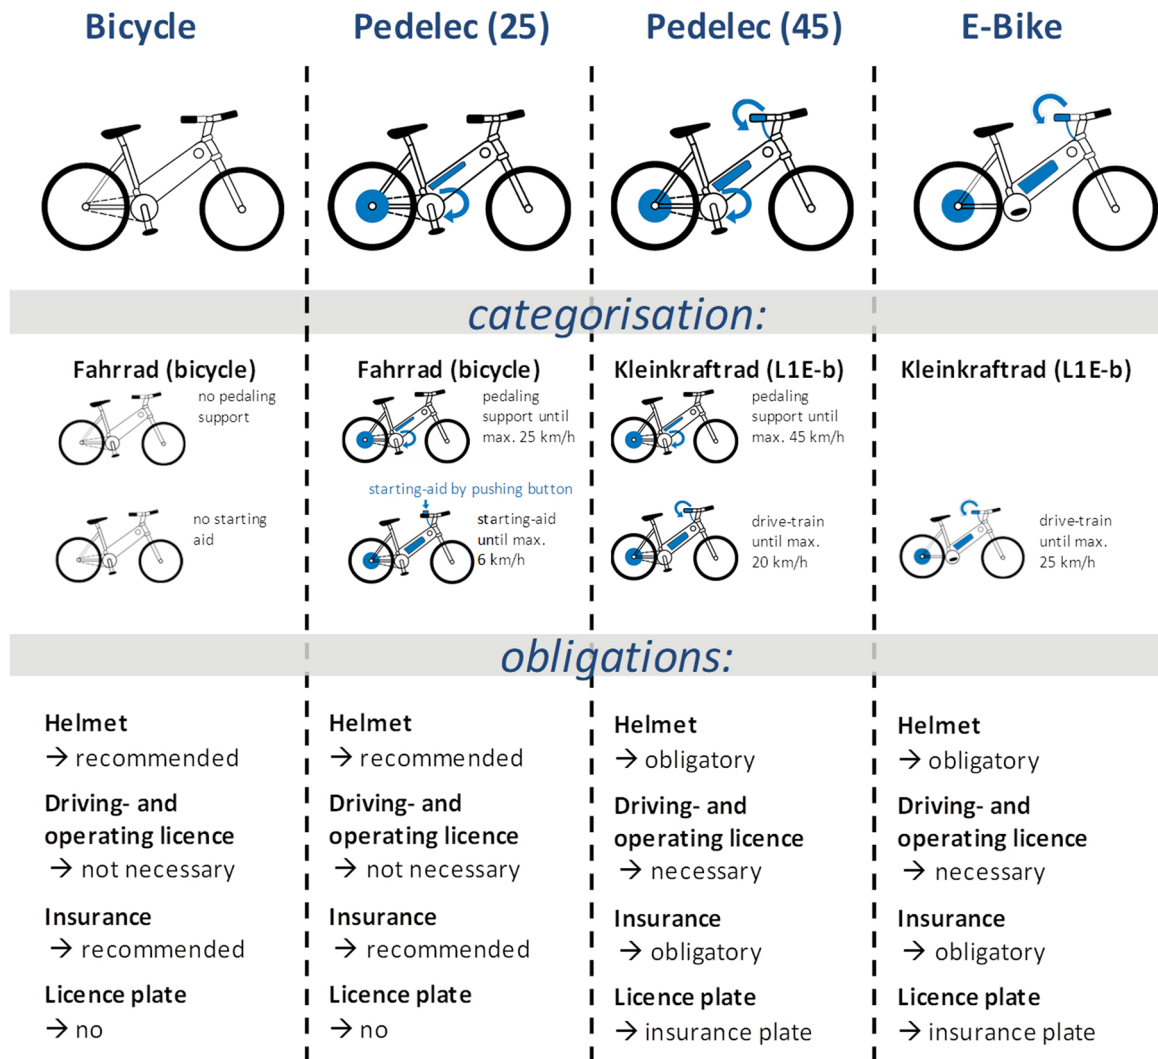 Bicycle
Pedelec (25)
Pedelec (45)
E-Bike
categorisation:
Fahrrad (bicycle)
no pedaling
support
no starting
aid
Fahrrad (bicycle)
pedaling
support until
max. 25 km/h
starting-aid by pushing button
starting-aid
until max.
6 km/h
Kleinkraftrad (L1E-b)
pedaling
support until
max. 45 km/h
drive-train
until max.
20 km/h
Kleinkraftrad (L1E-b)
drive-train
until max.
25 km/h
obligations:
Helmet
→ recommended
Driving- and
operating licence
→ not necessary
Insurance
→ recommended
Licence plate
→ no
Helmet
→ recommended
Driving- and
operating licence
→ not necessary
Insurance
→ recommended
Licence plate
→ no
Helmet
→ obligatory
Driving- and
operating licence
→ necessary
Insurance
→ obligatory
Licence plate
→ insurance plate
Helmet
→ obligatory
Driving- and
operating licence
→ necessary
Insurance
→ obligatory
Licence plate
→ insurance plate